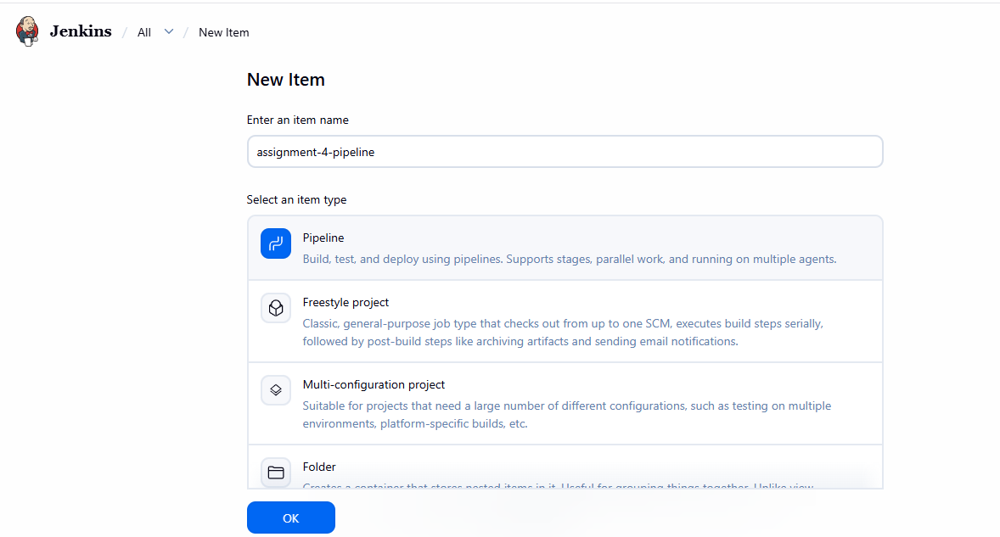 Jenkins / All / New Item
New Item
Enter an item name
assignment-4-pipeline
Select an item type
Pipeline
Build, test, and deploy using pipelines. Supports stages, parallel work, and running on multiple agents.
Freestyle project
Classic, general-purpose job type that checks out from up to one SCM, executes build steps serially,
followed by post-build steps like archiving artifacts and sending email notifications.
Multi-configuration project
Suitable for projects that need a large number of different configurations, such as testing on multiple
environments, platform-specific builds, etc.
Folder
Creates a container that stores nested items in it. Useful for grouping things together. Unlike view,
OK